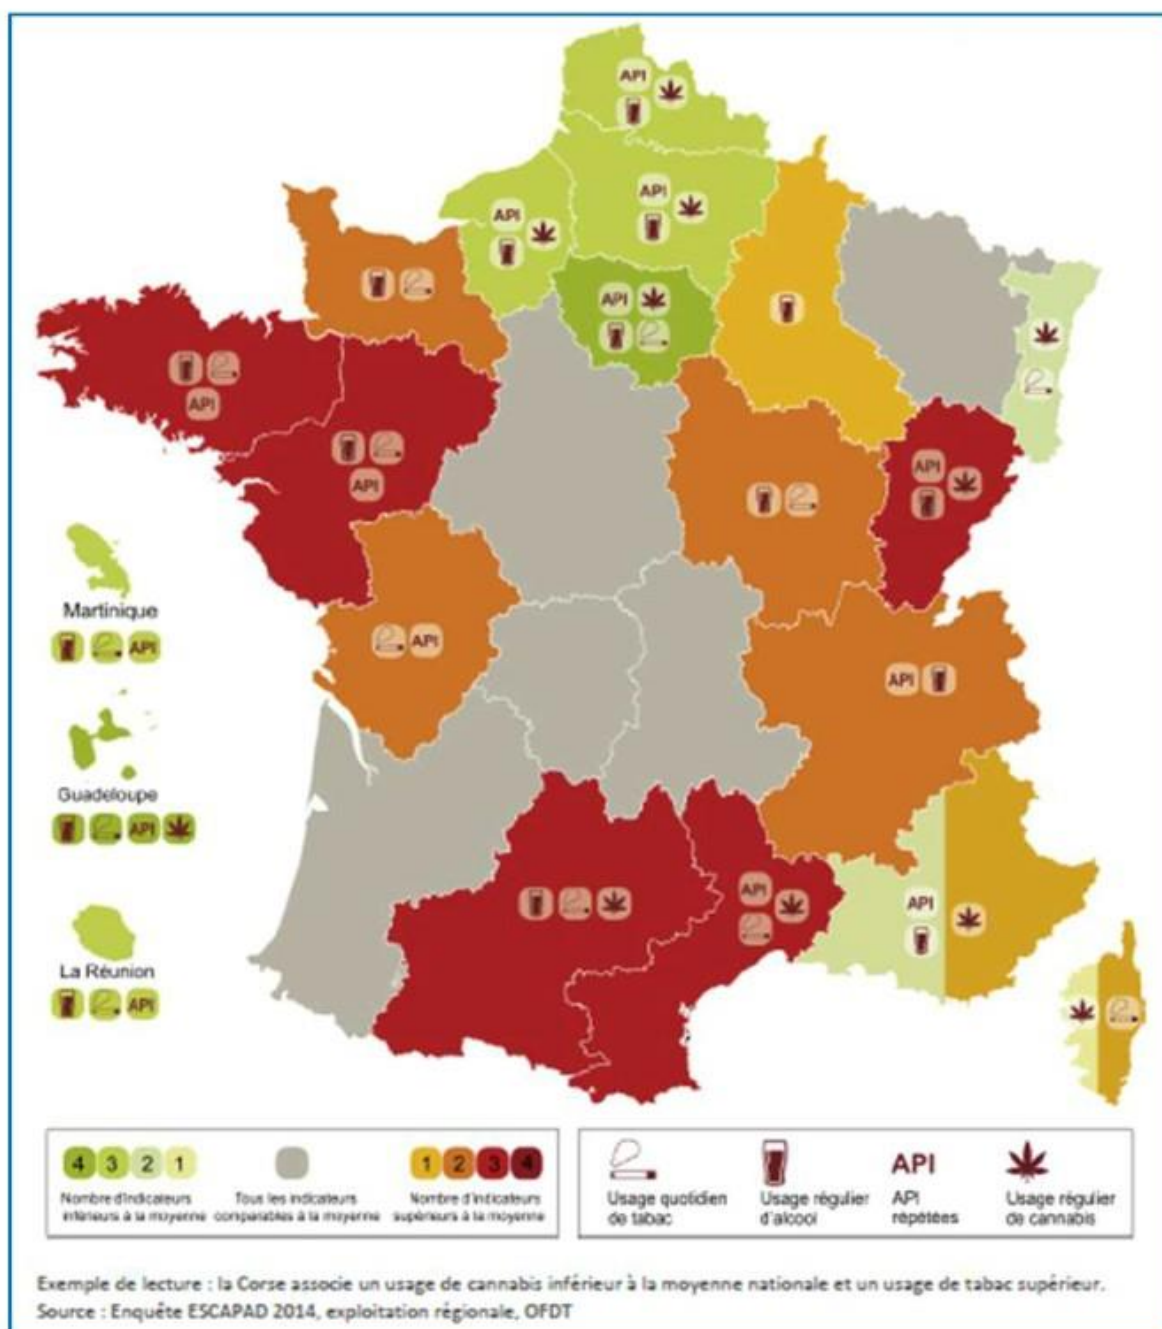 API
API
API
API
API
API
API
API
API
API
API
API
Martinique
API
Guadeloupe
API
La Réunion
API
4 3 2 1
Nombre d'indicateurs
inférieurs à la moyenne
Tous les indicateurs
comparables à la moyenne
1 2 3 4
Nombre d'indicateurs
supérieurs à la moyenne
Usage quotidien
de tabac
Usage régulier
d'alcool
API
API
répétées
Usage régulier
de cannabis
Exemple de lecture : la Corse associe un usage de cannabis inférieur à la moyenne nationale et un usage de tabac supérieur.
Source : Enquête ESCAPAD 2014, exploitation régionale, OFDT